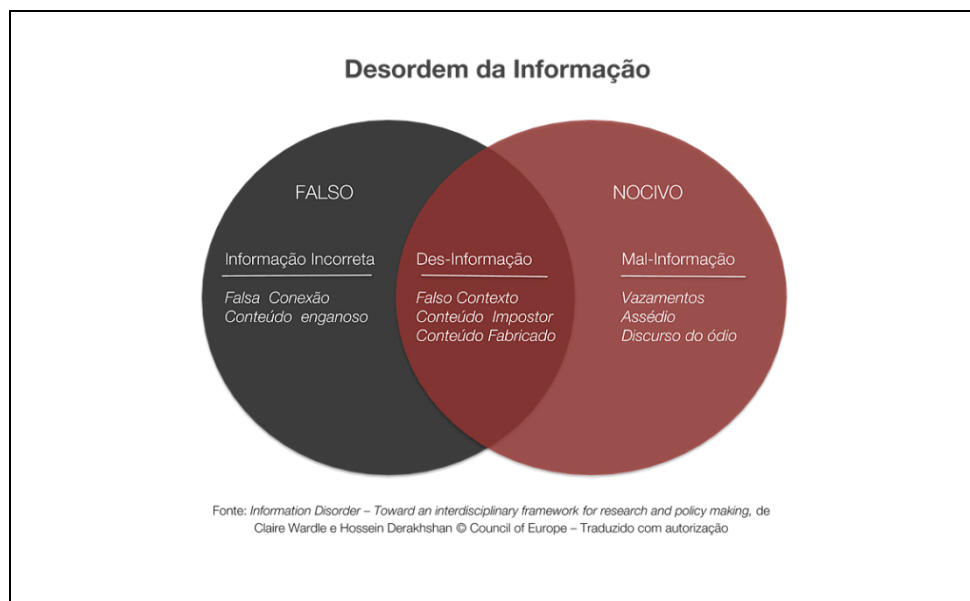 Desordem da Informação
FALSO
NOCIVO
Informação Incorreta
Falsa Conexão
Conteúdo enganoso
Des-Informação
Falso Contexto
Conteúdo Impostor
Conteúdo Fabricado
Mal-Informação
Vazamentos
Assédio
Discurso do ódio
Fonte: Information Disorder – Toward an interdisciplinary framework for research and policy making, de
Claire Wardle e Hossein Derakhshan © Council of Europe – Traduzido com autorização